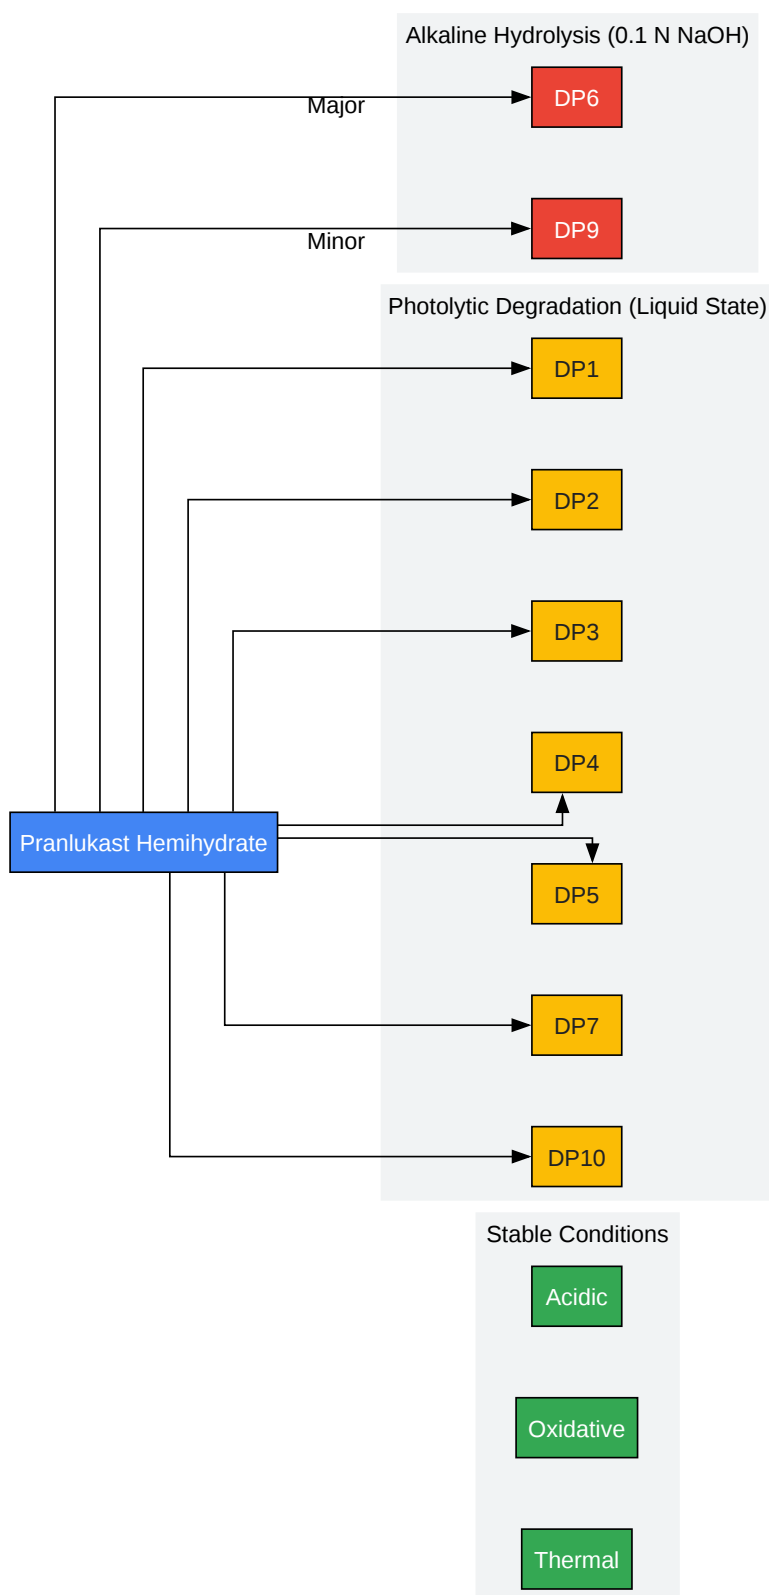 Alkaline Hydrolysis (0.1 N NaOH)
Major
DP6
Minor
DP9
Photolytic Degradation (Liquid State)
DP1
DP2
DP3
DP4
Pranlukast Hemihydrate
DP5
DP7
DP10
Stable Conditions
Acidic
Oxidative
Thermal